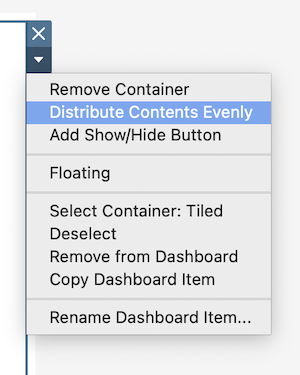 Remove Container
Distribute Contents Evenly
Add Show/Hide Button
Floating
Select Container: Tiled
Deselect
Remove from Dashboard
Copy Dashboard Item
Rename Dashboard Item...